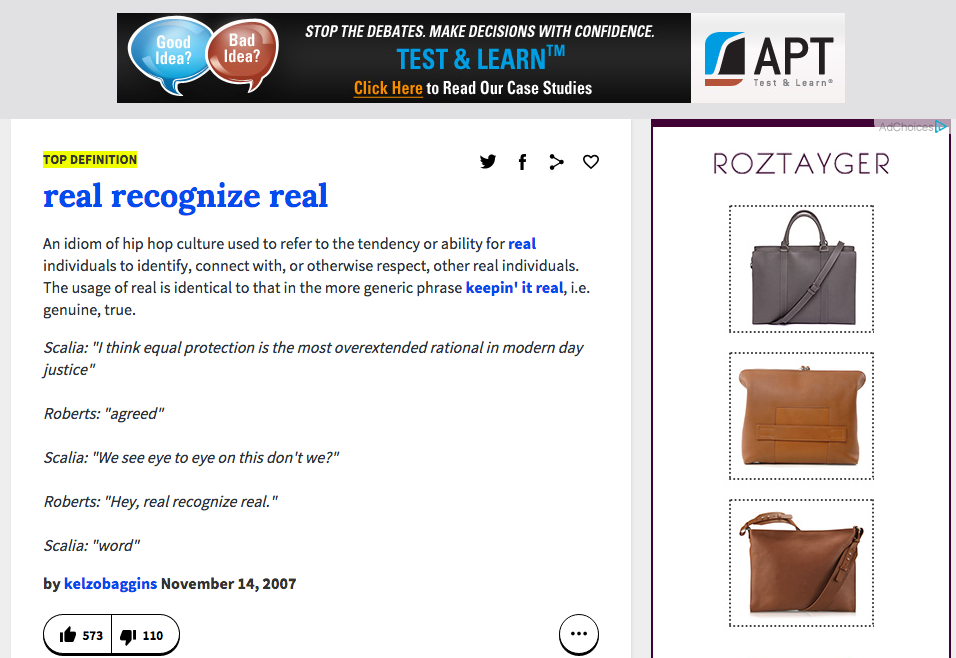 Good Idea?
Bad Idea?
STOP THE DEBATES. MAKE DECISIONS WITH CONFIDENCE.
TEST & LEARN™
Click Here to Read Our Case Studies
APT
Test & Learn®
AdChoices
TOP DEFINITION
real recognize real
An idiom of hip hop culture used to refer to the tendency or ability for real
individuals to identify, connect with, or otherwise respect, other real individuals.
The usage of real is identical to that in the more generic phrase keepin' it real, i.e.
genuine, true.
Scalia: "I think equal protection is the most overextended rational in modern day
justice"
Roberts: "agreed"
Scalia: "We see eye to eye on this don't we?"
Roberts: "Hey, real recognize real."
Scalia: "word"
by kelzobaggins November 14, 2007
573
110
ROZTAYGER